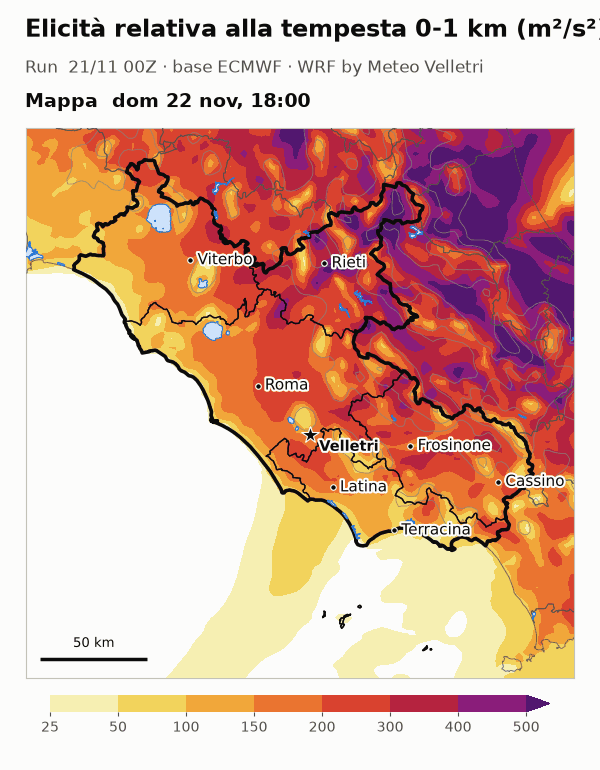 Elicità relativa alla tempesta 0-1 km (m²/s²)
Run 21/11 00Z · base ECMWF · WRF by Meteo Velletri
Mappa dom 22 nov, 18:00
Viterbo
Rieti
Roma
Velletri
Frosinone
Latina
Cassino
Terracina
50 km
25 50 100 150 200 300 400 500